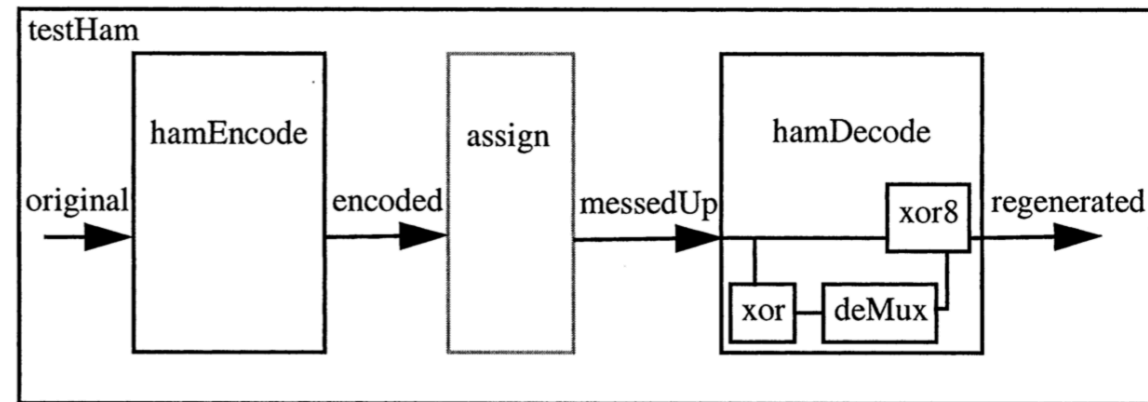 testHam
hamEncode
assign
hamDecode
original
encoded
messedUp
xor8
regenerated
xor
deMux